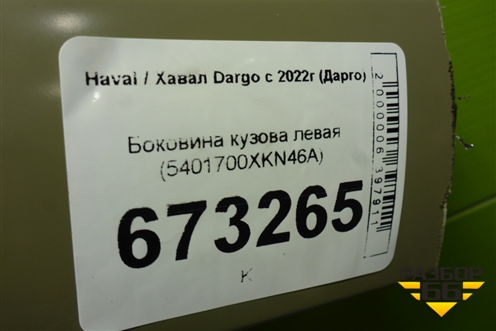 Haval / Хавал Dargo с 2022г (Дарго)
Боковина кузова левая
(5401700XKN46A)
673265
К
2000006397911
РАЗБОР
66